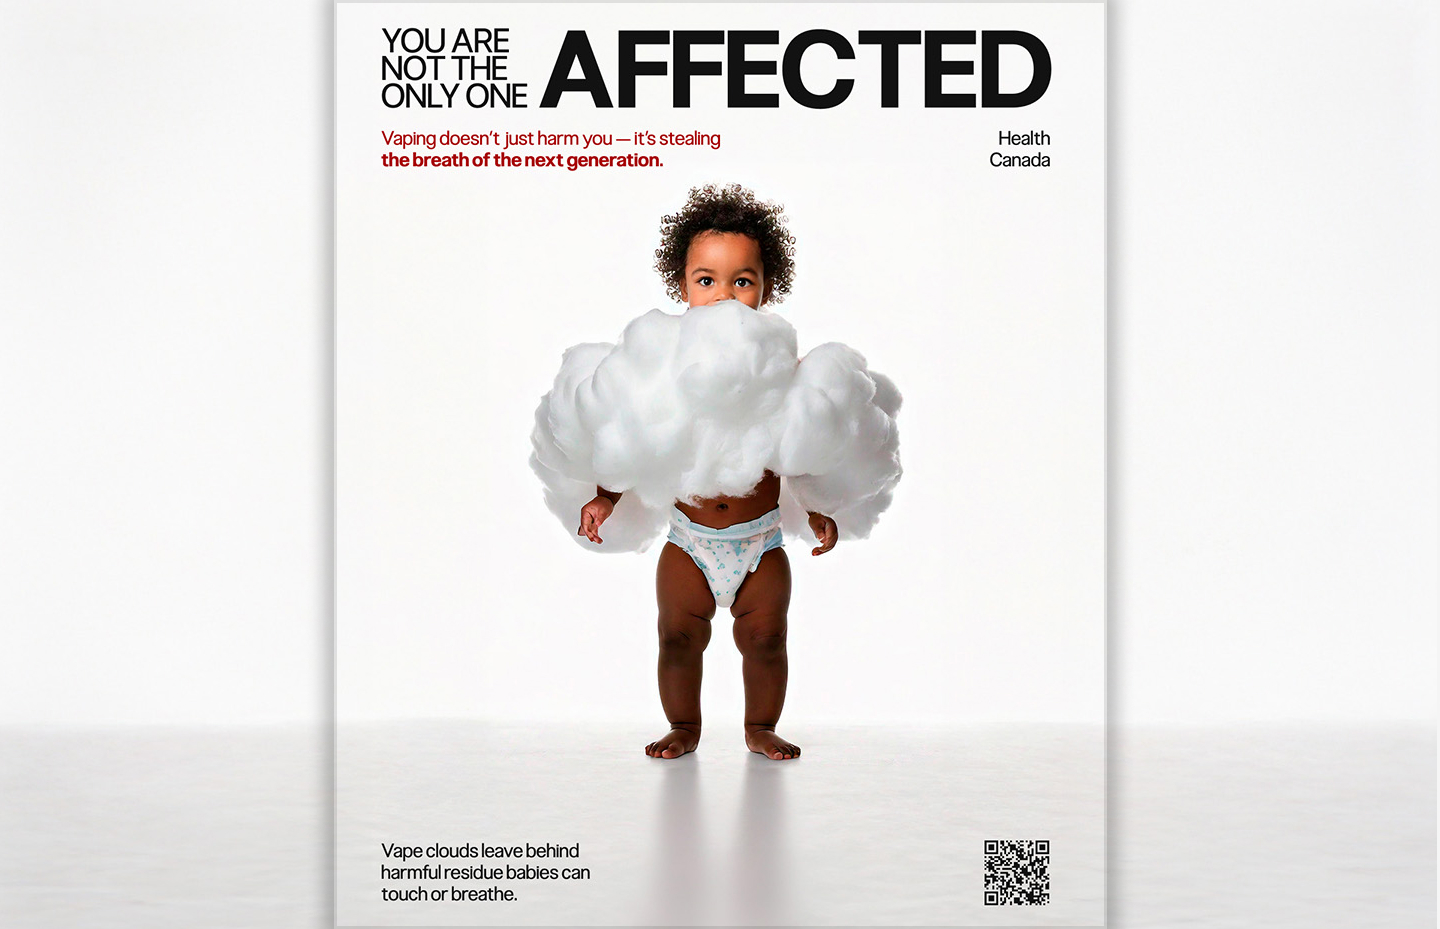 YOU ARE
NOT THE
ONLY ONE
AFFECTED
Vaping doesn’t just harm you — it’s stealing
the breath of the next generation.
Health
Canada
Vape clouds leave behind
harmful residue babies can
touch or breathe.